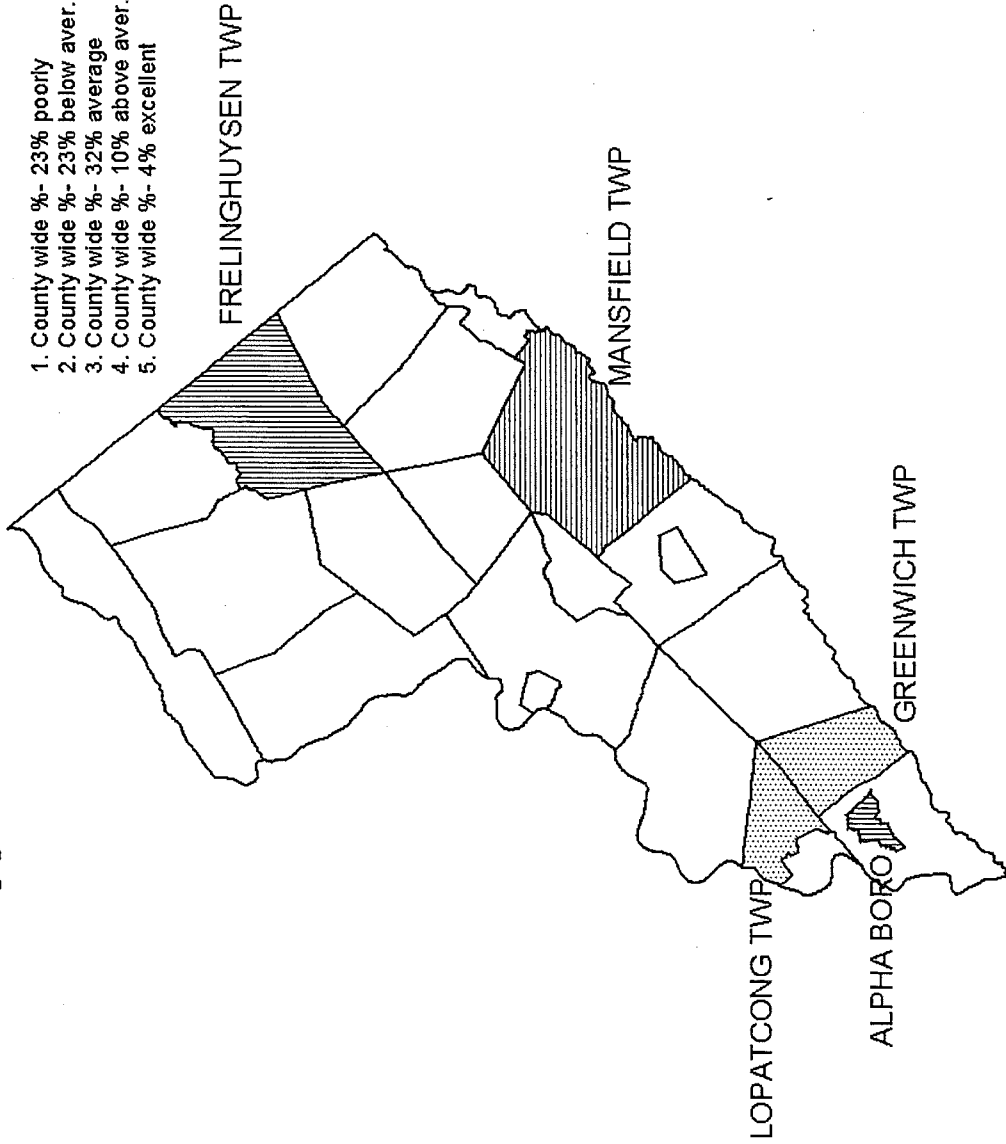 1. County wide %- 23% poorly
2. County wide %- 23% below aver.
3. County wide %- 32% average
4. County wide %- 10% above aver.
5. County wide %- 4% excellent
FRELINGHUYSEN TWP
MANSFIELD TWP
GREENWICH TWP
LOPATCONG TWP
ALPHA BORO